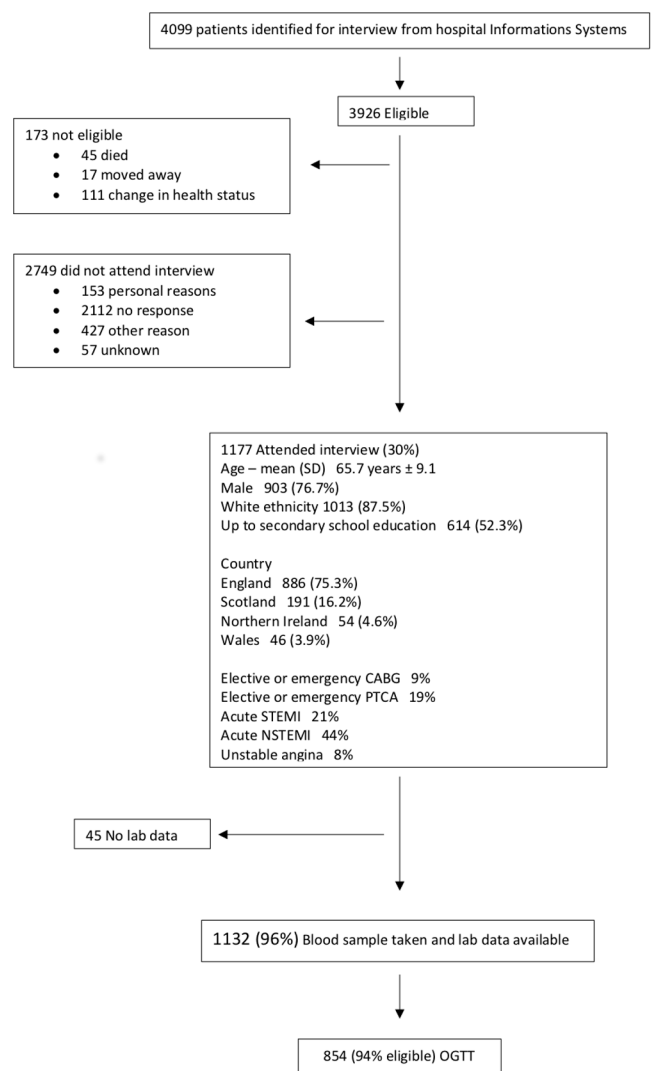 4099 patients identified for interview from hospital Informations Systems
3926 Eligible
173 not eligible
• 45 died
• 17 moved away
• 111 change in health status
2749 did not attend interview
• 153 personal reasons
• 2112 no response
• 427 other reason
• 57 unknown
1177 Attended interview (30%)
Age – mean (SD) 65.7 years ± 9.1
Male 903 (76.7%)
White ethnicity 1013 (87.5%)
Up to secondary school education 614 (52.3%)
Country
England 886 (75.3%)
Scotland 191 (16.2%)
Northern Ireland 54 (4.6%)
Wales 46 (3.9%)
Elective or emergency CABG 9%
Elective or emergency PTCA 19%
Acute STEMI 21%
Acute NSTEMI 44%
Unstable angina 8%
45 No lab data
1132 (96%) Blood sample taken and lab data available
854 (94% eligible) OGTT